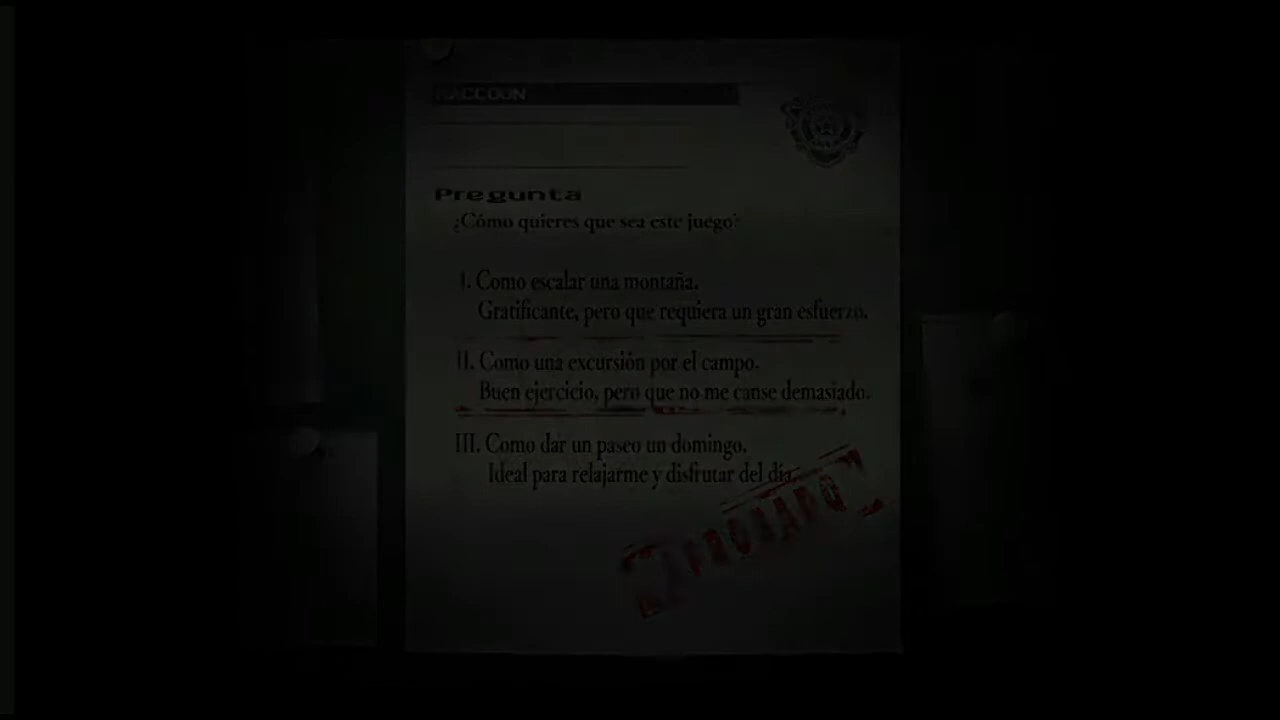 RACCOON
Pregunta
¿Cómo quieres que sea este juego?
I. Como escalar una montaña.
Gratificante, pero que requiera un gran esfuerzo.
II. Como una excursión por el campo.
Buen ejercicio, pero que no me canse demasiado.
III. Como dar un paseo un domingo.
Ideal para relajarme y disfrutar del día.